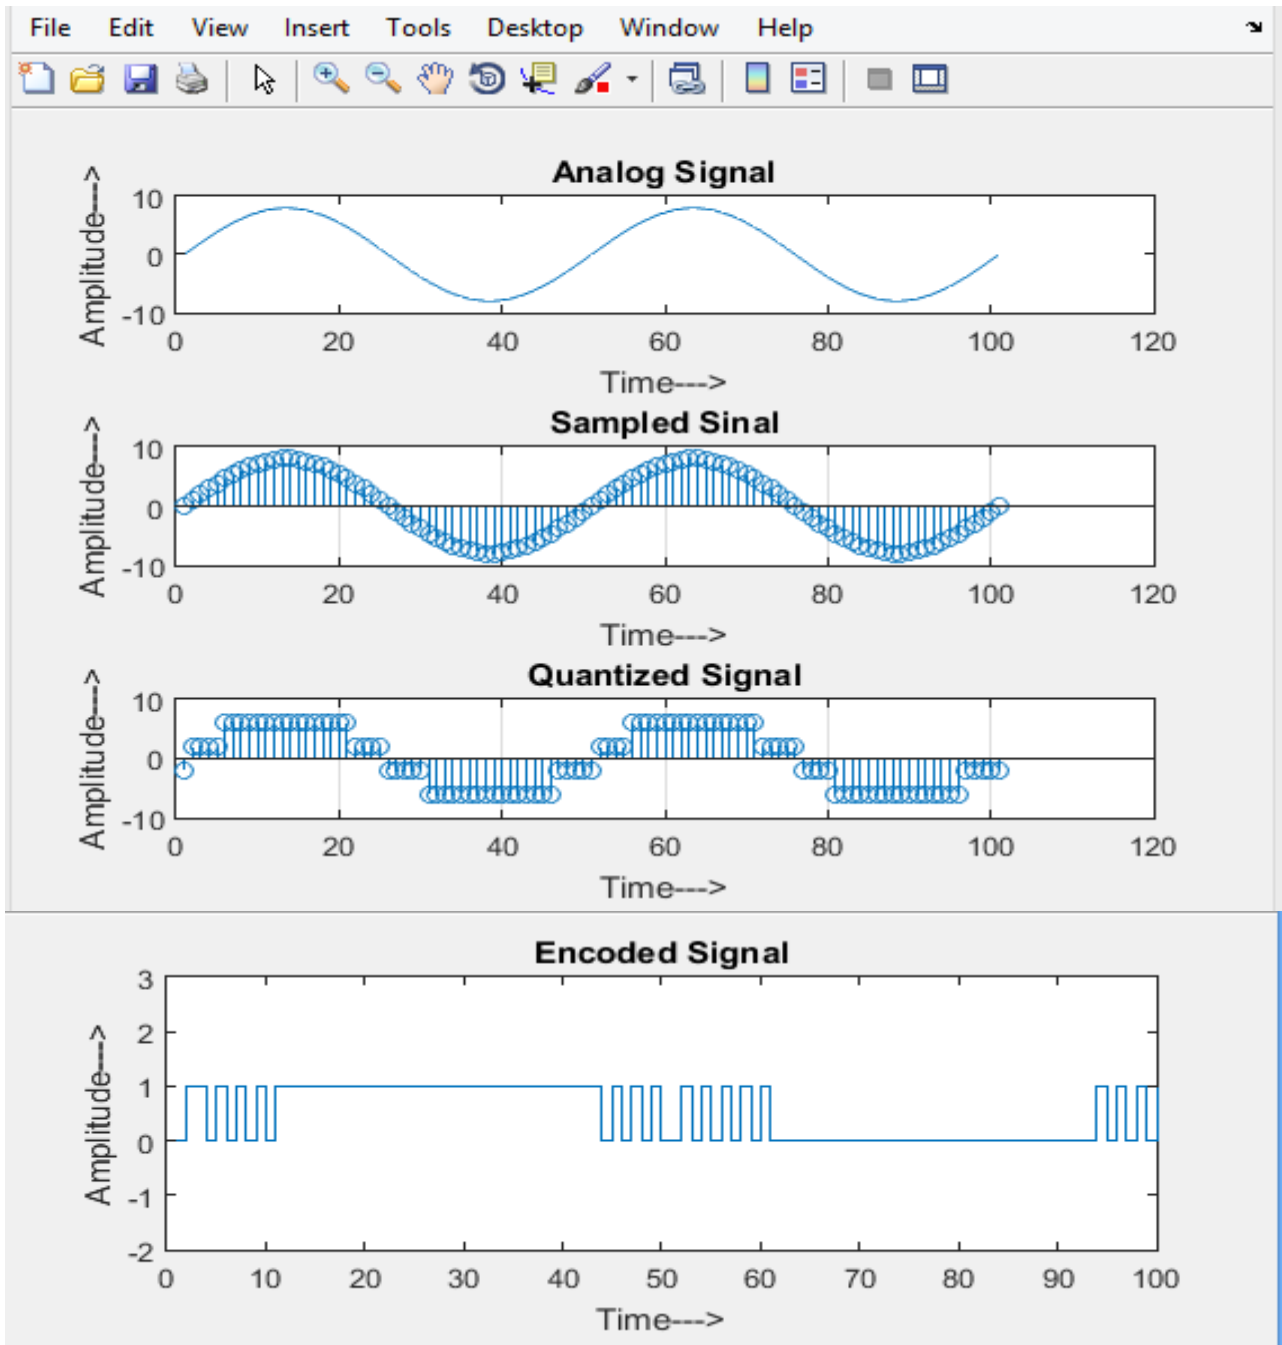 File Edit View Insert Tools Desktop Window Help
Analog Signal
Amplitude--->
10
0
-10
0 20 40 60 80 100 120
Time--->
Sampled Sinal
Amplitude--->
10
0
-10
0 20 40 60 80 100 120
Time--->
Quantized Signal
Amplitude--->
10
0
-10
0 20 40 60 80 100 120
Time--->
Encoded Signal
Amplitude--->
3
2
1
0
-1
-2
0 10 20 30 40 50 60 70 80 90 100
Time--->